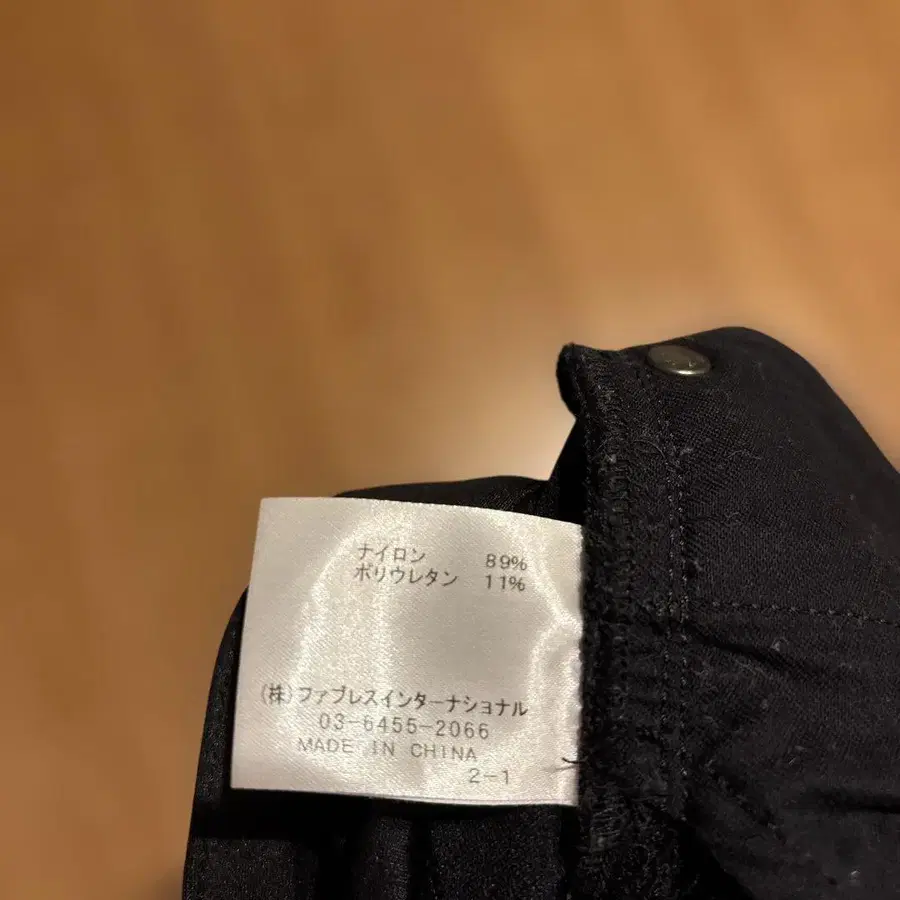 ナイロン 89%
ポリウレタン 11%
(株)ファブレスインターナショナル
03-6455-2066
MADE IN CHINA
2-1